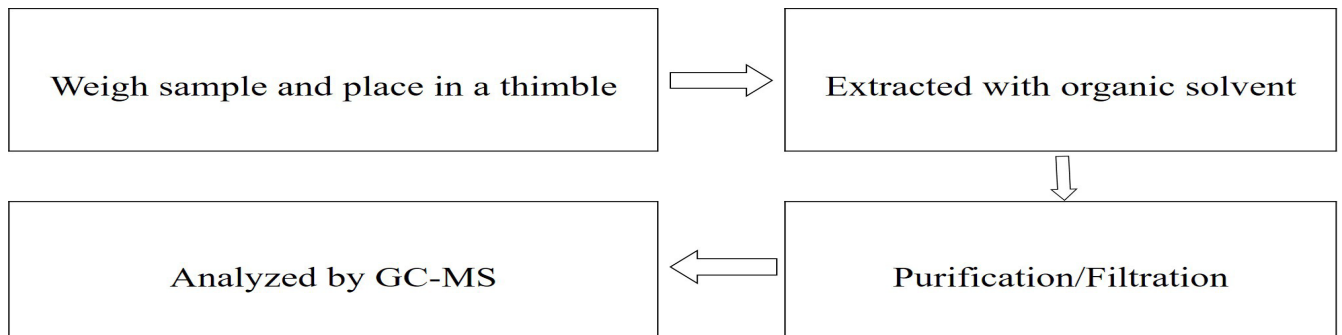 Weigh sample and place in a thimble
Extracted with organic solvent
Purification/Filtration
Analyzed by GC-MS